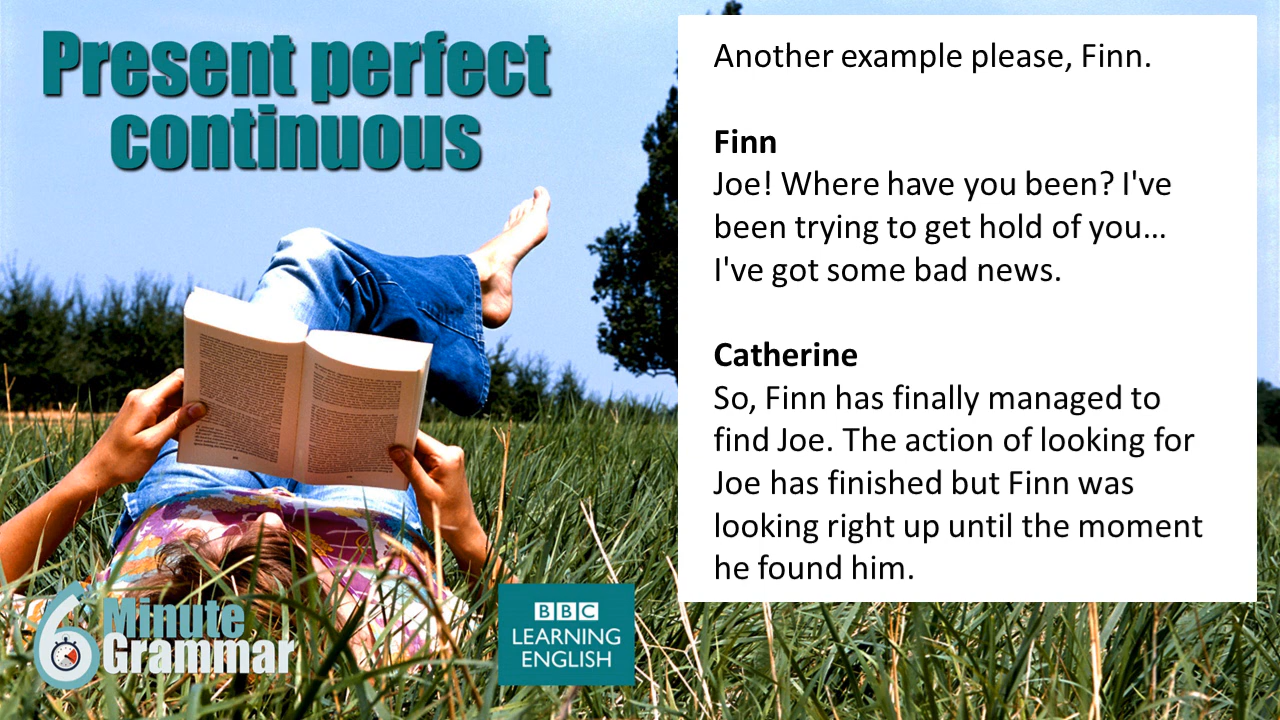 Present perfect
continuous
Another example please, Finn.
Finn
Joe! Where have you been? I've
been trying to get hold of you...
I've got some bad news.
Catherine
So, Finn has finally managed to
find Joe. The action of looking for
Joe has finished but Finn was
looking right up until the moment
he found him.
6 Minute
Grammar
BBC
LEARNING
ENGLISH